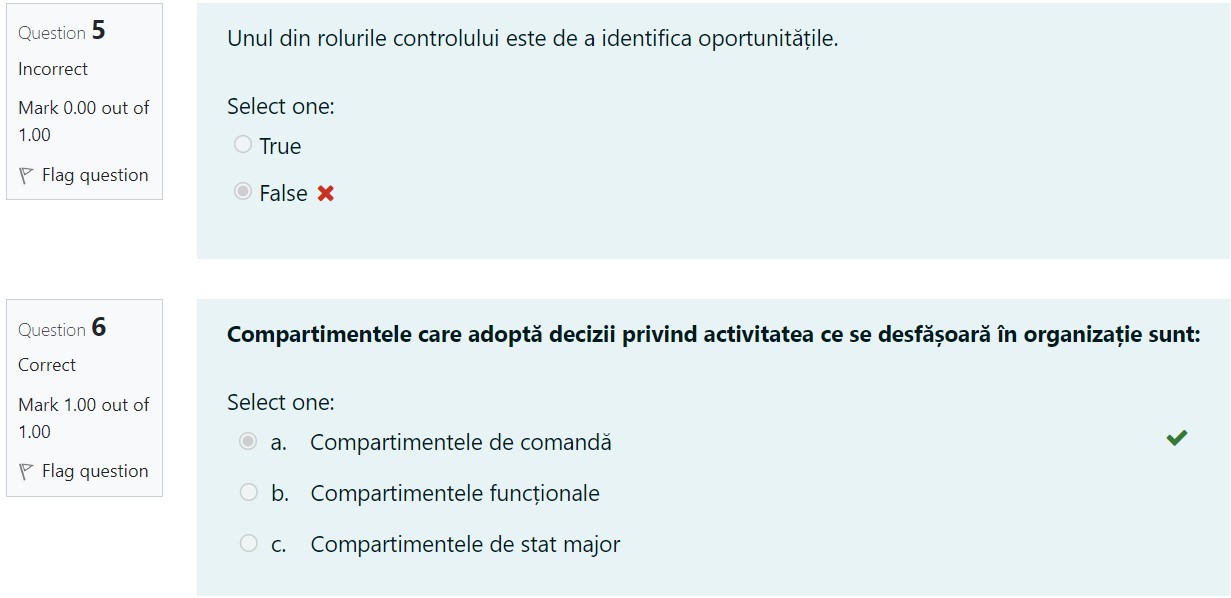 Question 5
Incorrect
Mark 0.00 out of
1.00
Flag question
Unul din rolurile controlului este de a identifica oportunitățile.
Select one:
True
False
Question 6
Correct
Mark 1.00 out of
1.00
Flag question
Compartimentele care adoptă decizii privind activitatea ce se desfășoară în organizație sunt:
Select one:
a. Compartimentele de comandă
b. Compartimentele funcționale
c. Compartimentele de stat major